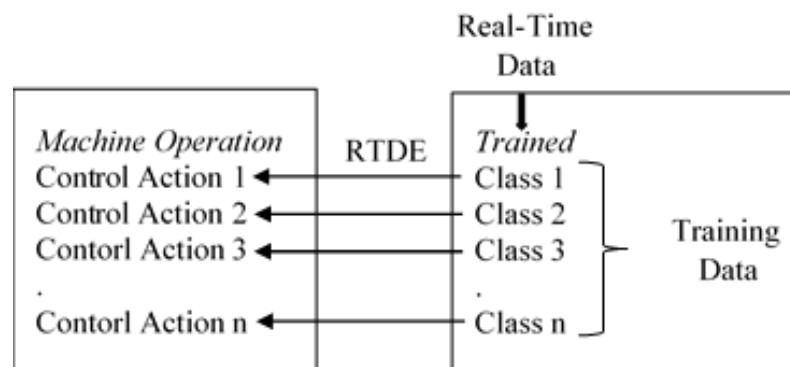 Real-Time
Data
Machine Operation
Control Action 1
Control Action 2
Contorl Action 3
.
Contorl Action n
RTDE
Trained
Class 1
Class 2
Class 3
.
Class n
Training
Data